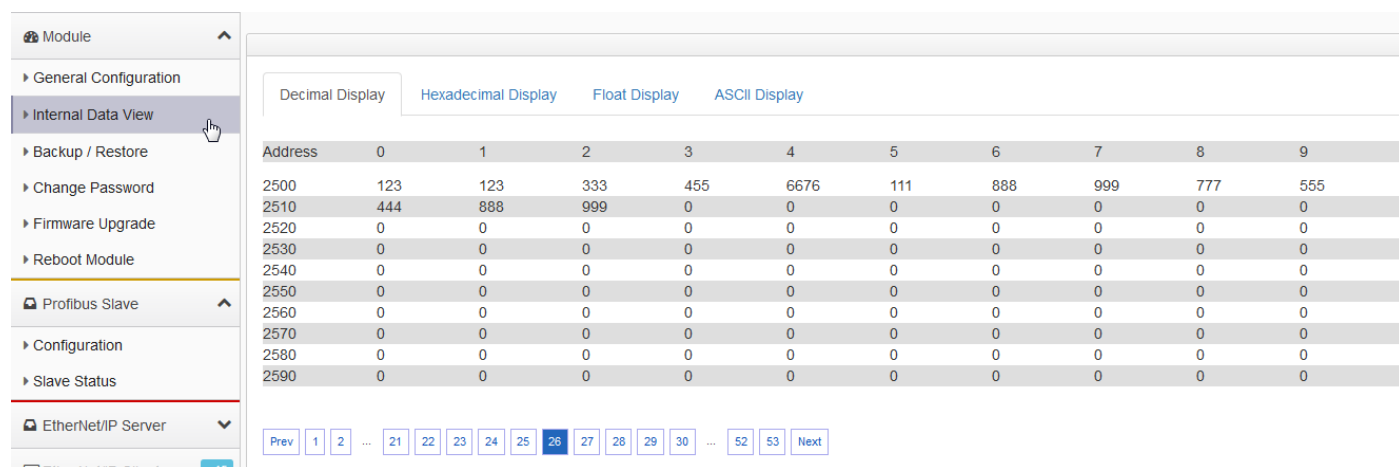 Module
General Configuration
Internal Data View
Backup / Restore
Change Password
Firmware Upgrade
Reboot Module
Profibus Slave
Configuration
Slave Status
EtherNet/IP Server
Decimal Display Hexadecimal Display Float Display ASCII Display
Address 0 1 2 3 4 5 6 7 8 9
2500 123 123 333 455 6676 111 888 999 777 555
2510 444 888 999 0 0 0 0 0 0 0
2520 0 0 0 0 0 0 0 0 0 0
2530 0 0 0 0 0 0 0 0 0 0
2540 0 0 0 0 0 0 0 0 0 0
2550 0 0 0 0 0 0 0 0 0 0
2560 0 0 0 0 0 0 0 0 0 0
2570 0 0 0 0 0 0 0 0 0 0
2580 0 0 0 0 0 0 0 0 0 0
2590 0 0 0 0 0 0 0 0 0 0
Prev 1 2 ... 21 22 23 24 25 26 27 28 29 30 ... 52 53 Next